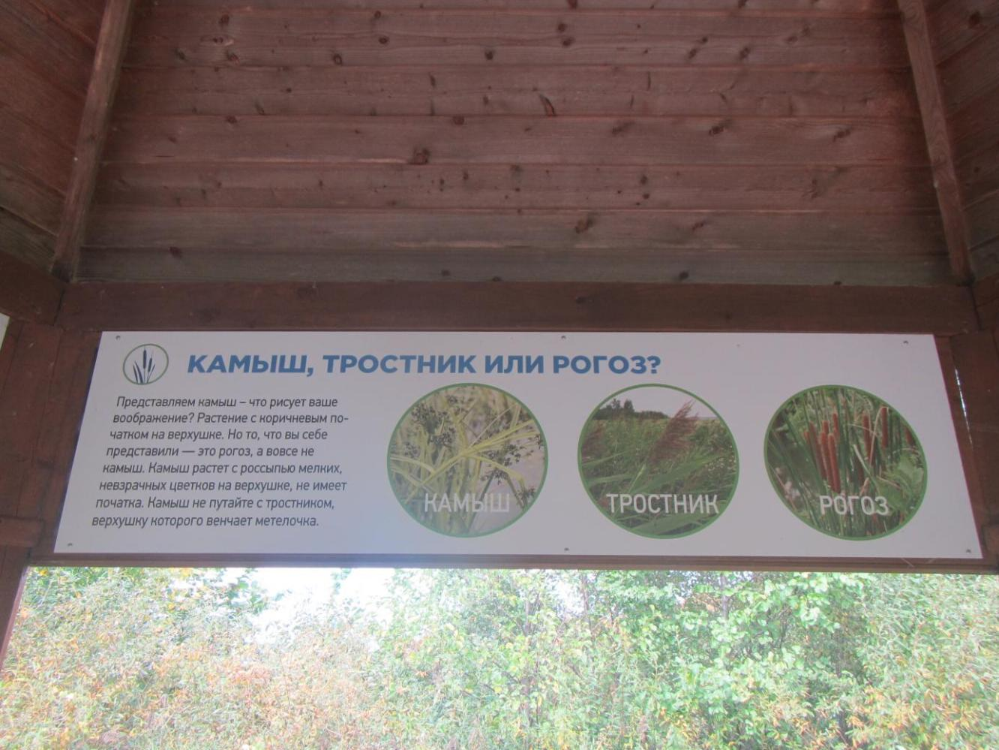 КАМЫШ, ТРОСТНИК ИЛИ РОГОЗ?
Представляем камыш – что рисует ваше
воображение? Растение с коричневым по-
чатком на верхушке. Но то, что вы себе
представили — это рогоз, а вовсе не
камыш. Камыш растет с россыпью мелких,
невзрачных цветков на верхушке, не имеет
початка. Камыш не путайте с тростником,
верхушку которого венчает метелочка.
КАМЫШ
ТРОСТНИК
РОГОЗ